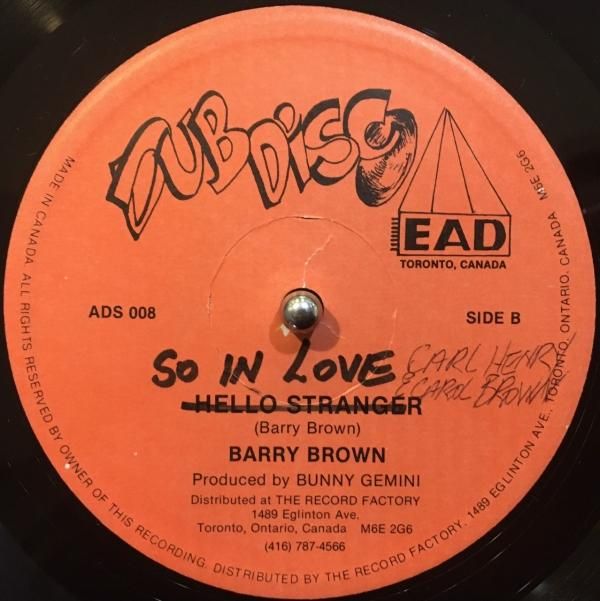 DUB DISCO
EAD
TORONTO, CANADA
ADS 008
SIDE B
SO IN LOVE
CARL HENRY
& CAROL BROWN
HELLO STRANGER
(Barry Brown)
BARRY BROWN
Produced by BUNNY GEMINI
Distributed at THE RECORD FACTORY
1489 Eglinton Ave.
Toronto, Ontario, Canada M6E 2G6
(416) 787-4566
MADE IN CANADA. ALL RIGHTS RESERVED BY OWNER OF THIS RECORDING. DISTRIBUTED BY THE RECORD FACTORY. 1489 EGLINTON AVE., TORONTO, ONTARIO. CANADA M6E 2G6